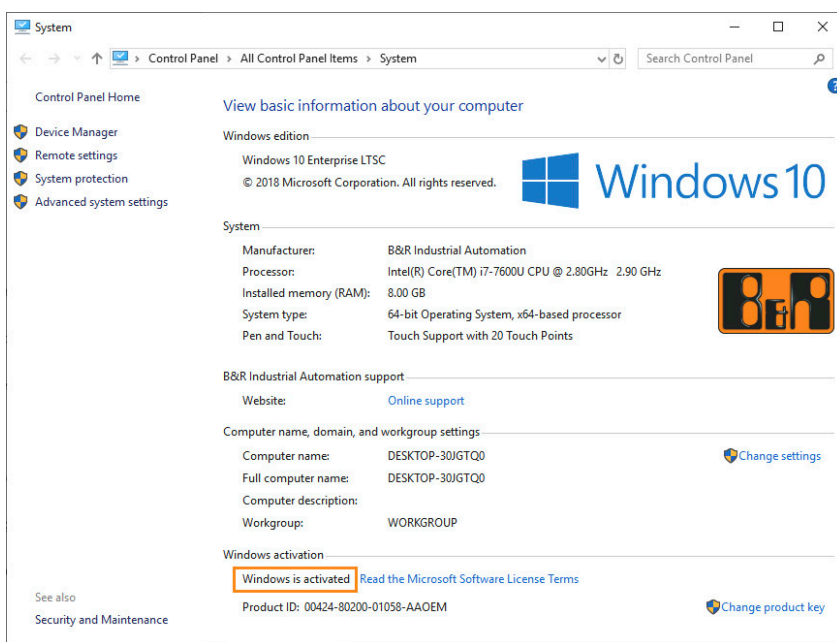 System
Control Panel > All Control Panel Items > System
Search Control Panel
Control Panel Home
Device Manager
Remote settings
System protection
Advanced system settings
See also
Security and Maintenance
?
View basic information about your computer
Windows edition
Windows 10 Enterprise LTSC
© 2018 Microsoft Corporation. All rights reserved.
Windows 10
System
Manufacturer: B&R Industrial Automation
Processor: Intel(R) Core(TM) i7-7600U CPU @ 2.80GHz 2.90 GHz
Installed memory (RAM): 8.00 GB
System type: 64-bit Operating System, x64-based processor
Pen and Touch: Touch Support with 20 Touch Points
B&R
B&R Industrial Automation support
Website: Online support
Computer name, domain, and workgroup settings
Computer name: DESKTOP-30JGTQ0 Change settings
Full computer name: DESKTOP-30JGTQ0
Computer description:
Workgroup: WORKGROUP
Windows activation
Windows is activated Read the Microsoft Software License Terms
Product ID: 00424-80200-01058-AAOEM Change product key